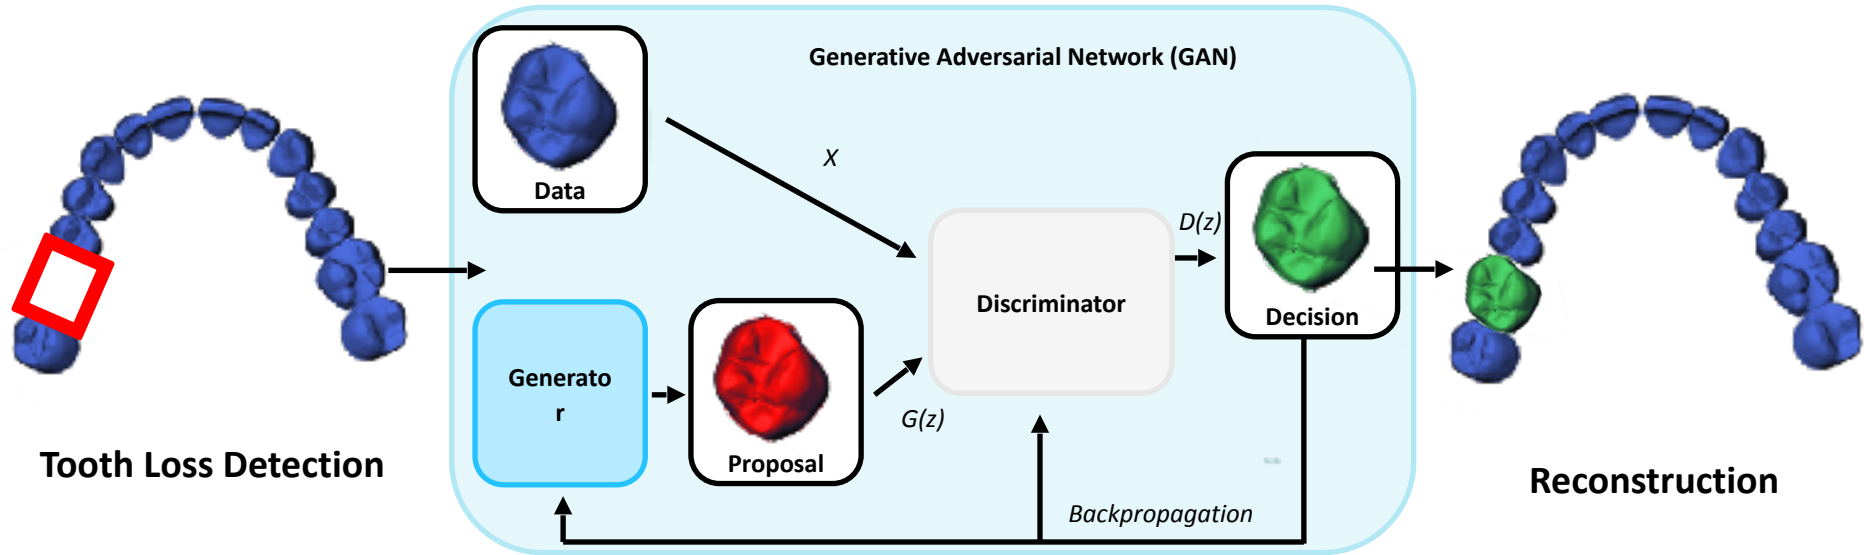 Generative Adversarial Network (GAN)
Data
X
D(z)
Discriminator
Decision
Generato
r
G(z)
Proposal
Tooth Loss Detection
Reconstruction
Backpropagation